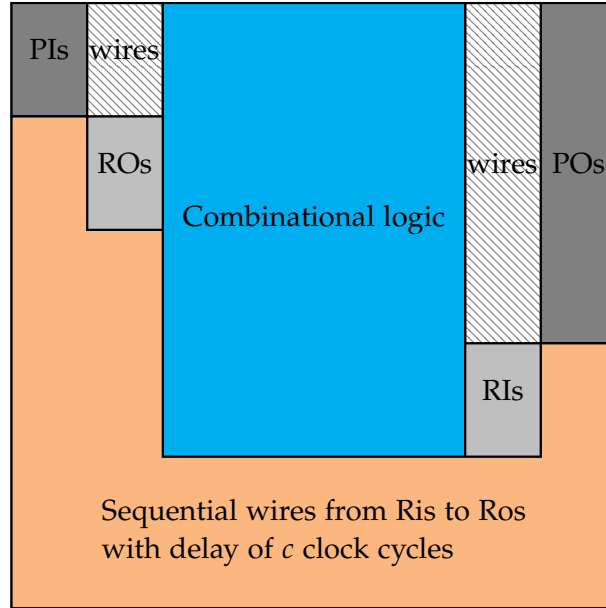 PIs
wires
ROs
Combinational logic
wires
POs
RIs
Sequential wires from Ris to Ros
with delay of c clock cycles